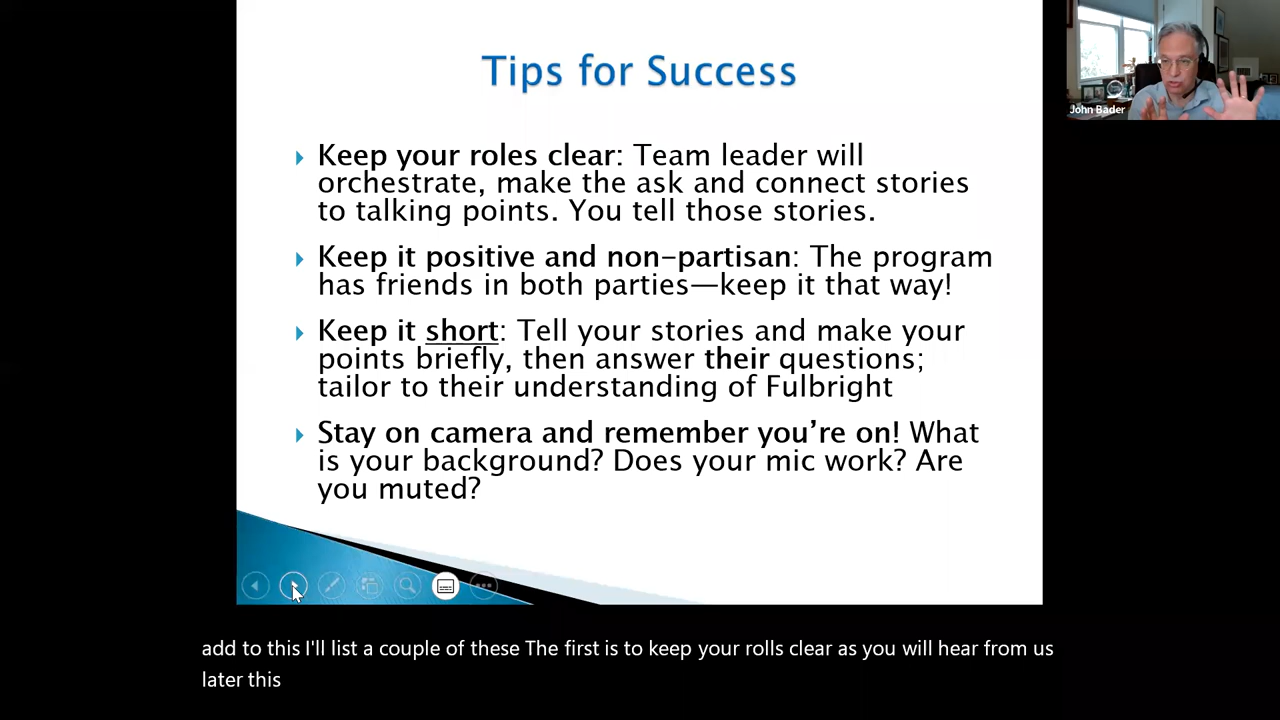 Tips for Success
Keep your roles clear: Team leader will
orchestrate, make the ask and connect stories
to talking points. You tell those stories.
Keep it positive and non-partisan: The program
has friends in both parties—keep it that way!
Keep it short: Tell your stories and make your
points briefly, then answer their questions;
tailor to their understanding of Fulbright
Stay on camera and remember you're on! What
is your background? Does your mic work? Are
you muted?
John Bader
add to this I'll list a couple of these The first is to keep your rolls clear as you will hear from us
later this